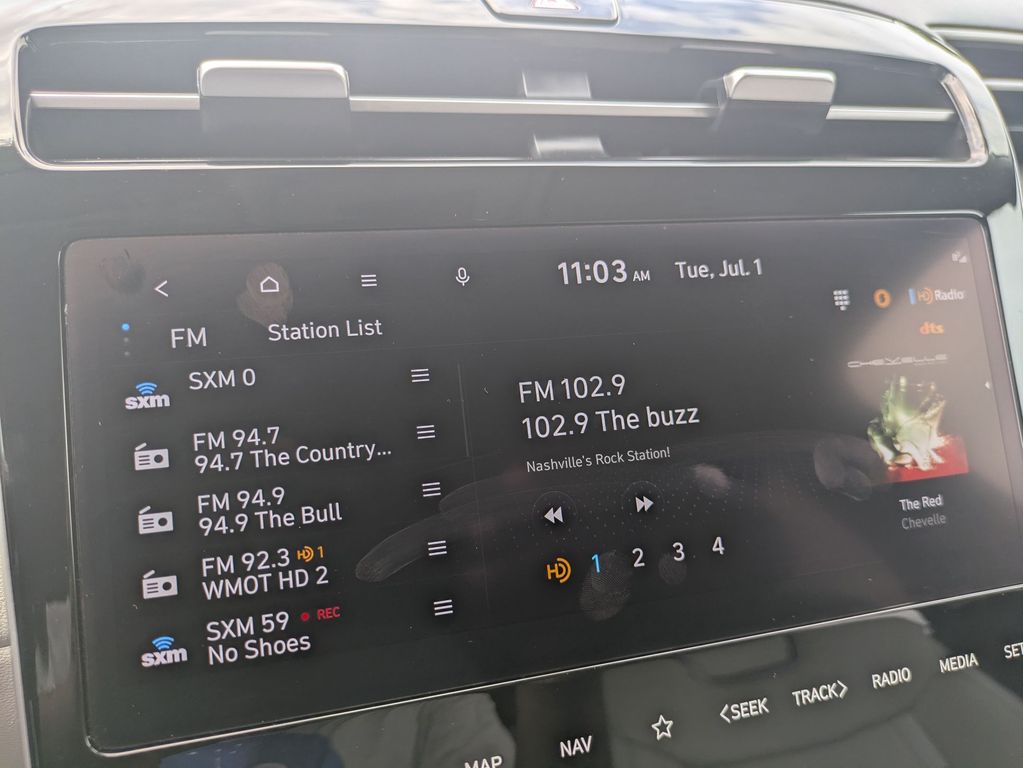 11:03 AM Tue, Jul. 1
FM Station List
HD Radio
dts
SXM 0
sxm
CHEVELLE
FM 102.9
102.9 The buzz
Nashville's Rock Station!
FM 94.7
94.7 The Country...
FM 94.9
94.9 The Bull
The Red
Chevelle
FM 92.3 HD 1
WMOT HD 2
HD 1 2 3 4
SXM 59 REC
No Shoes
sxm
MAP
NAV
<SEEK
TRACK>
RADIO
MEDIA